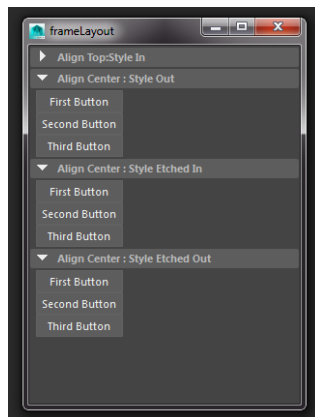 frameLayout
Align Top:Style In
Align Center : Style Out
First Button
Second Button
Third Button
Align Center : Style Etched In
First Button
Second Button
Third Button
Align Center : Style Etched Out
First Button
Second Button
Third Button